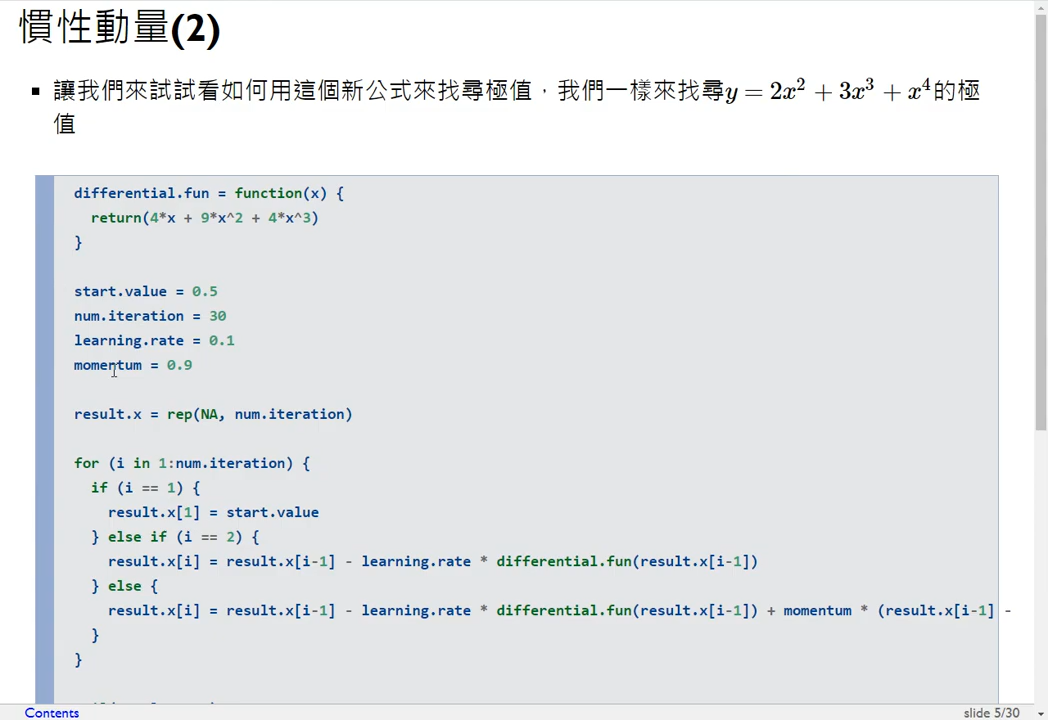 慣性動量(2)
讓我們來試試看如何用這個新公式來找尋極值，我們一樣來找尋y = 2x² + 3x³ + x⁴的極
值
differential.fun = function(x) {
  return(4*x + 9*x^2 + 4*x^3)
}
start.value = 0.5
num.iteration = 30
learning.rate = 0.1
momentum = 0.9
result.x = rep(NA, num.iteration)
for (i in 1:num.iteration) {
  if (i == 1) {
    result.x[1] = start.value
  } else if (i == 2) {
    result.x[i] = result.x[i-1] - learning.rate * differential.fun(result.x[i-1])
  } else {
    result.x[i] = result.x[i-1] - learning.rate * differential.fun(result.x[i-1]) + momentum * (result.x[i-1] -
  }
}
Contents
slide 5/30